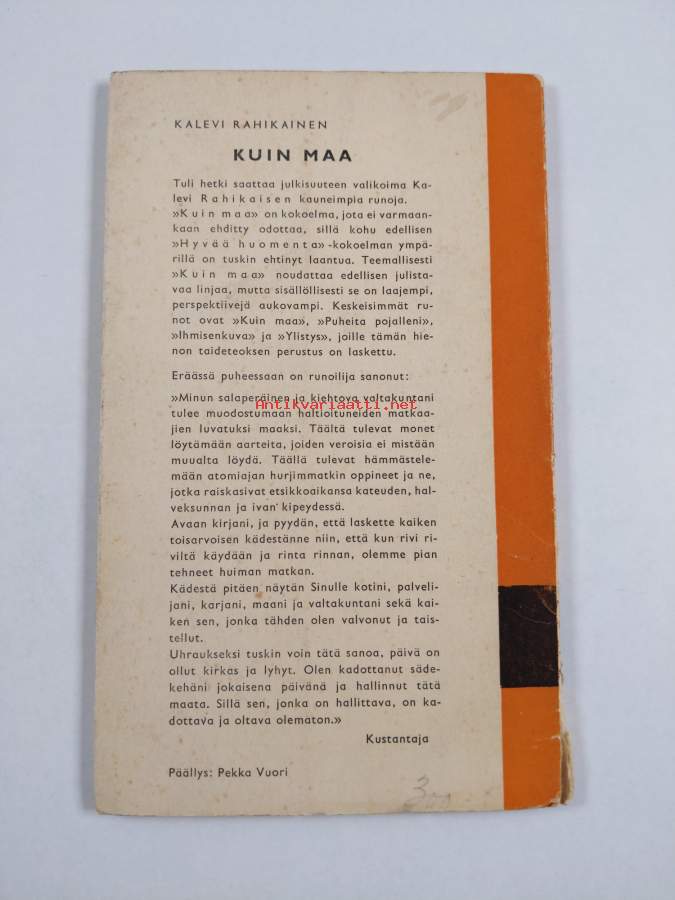 KALEVI RAHIKAINEN
KUIN MAA
Tuli hetki saattaa julkisuuteen valikoima Ka-
levi Rahikaisen kauneimpia runoja.
»Kuin maa» on kokoelma, jota ei varmaan-
kaan ehditty odottaa, sillä kohu edellisen
»Hyvää huomenta»-kokoelman ympä-
rillä on tuskin ehtinyt laantua. Teemallisesti
»Kuin maa» noudattaa edellisen julista-
vaa linjaa, mutta sisällöllisesti se on laajempi,
perspektiivejä aukovampi. Keskeisimmät ru-
not ovat »Kuin maa», »Puheita pojalleni»,
»Ihmisenkuva» ja »Ylistys», joille tämän hie-
non taideteoksen perustus on laskettu.
Eräässä puheessaan on runoilija sanonut:
»Minun salaperäinen ja kiehtova valtakuntani
Antikvariaatti.net
tulee muodostumaan haltioituneiden matkaa-
jien luvatuksi maaksi. Täältä tulevat monet
löytämään aarteita, joiden veroisia ei mistään
muualta löydä. Täällä tulevat hämmästele-
mään atomiajan hurjimmatkin oppineet ja ne,
jotka raiskasivat etsikkoaikansa kateuden, hal-
veksunnan ja ivan kipeydessä.
Avaan kirjani, ja pyydän, että laskette kaiken
toisarvoisen kädestänne niin, että kun rivi ri-
viltä käydään ja rinta rinnan, olemme pian
tehneet huiman matkan.
Kädestä pitäen näytän Sinulle kotini, palveli-
jani, karjani, maani ja valtakuntani sekä kai-
ken sen, jonka tähden olen valvonut ja tais-
tellut.
Uhraukseksi tuskin voin tätä sanoa, päivä on
ollut kirkas ja lyhyt. Olen kadottanut säde-
kehäni jokaisena päivänä ja hallinnut tätä
maata. Sillä sen, jonka on hallittava, on ka-
dottava ja oltava olematon.»
Kustantaja
Päällys: Pekka Vuori